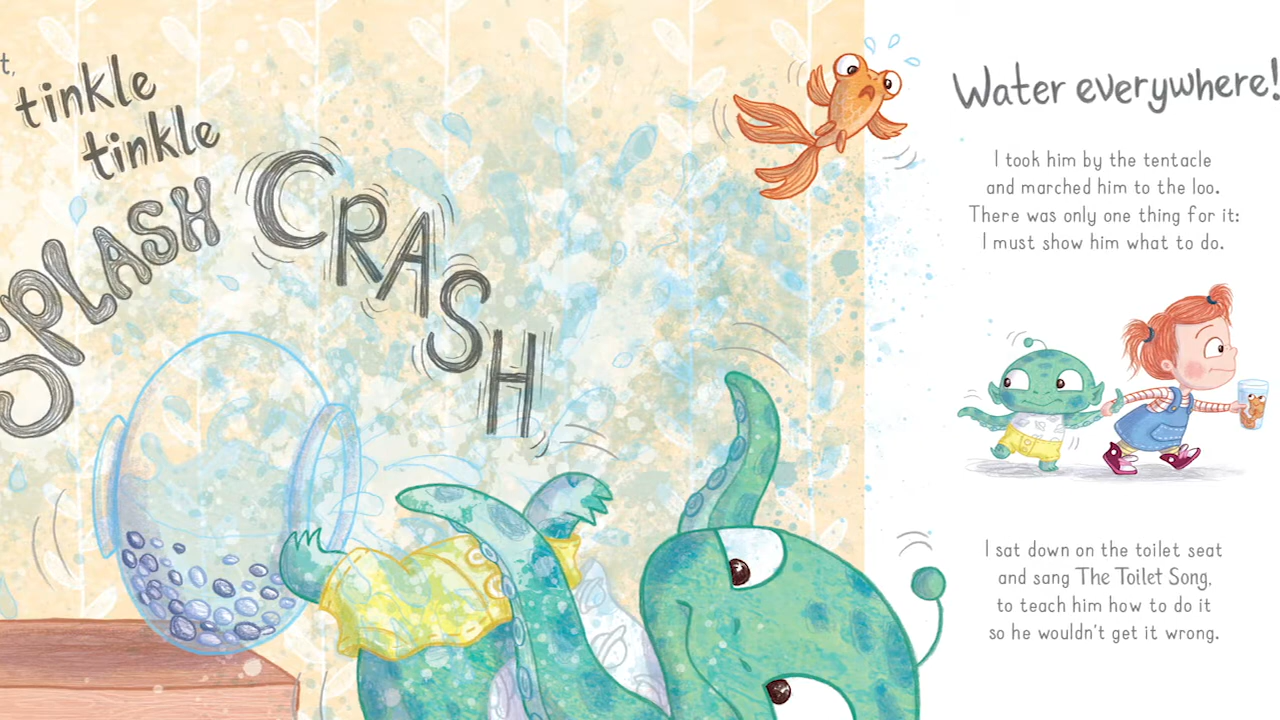 t,
tinkle
tinkle
SPLASH
CRASH
Water everywhere!
I took him by the tentacle
and marched him to the loo.
There was only one thing for it:
I must show him what to do.
I sat down on the toilet seat
and sang The Toilet Song,
to teach him how to do it
so he wouldn't get it wrong.